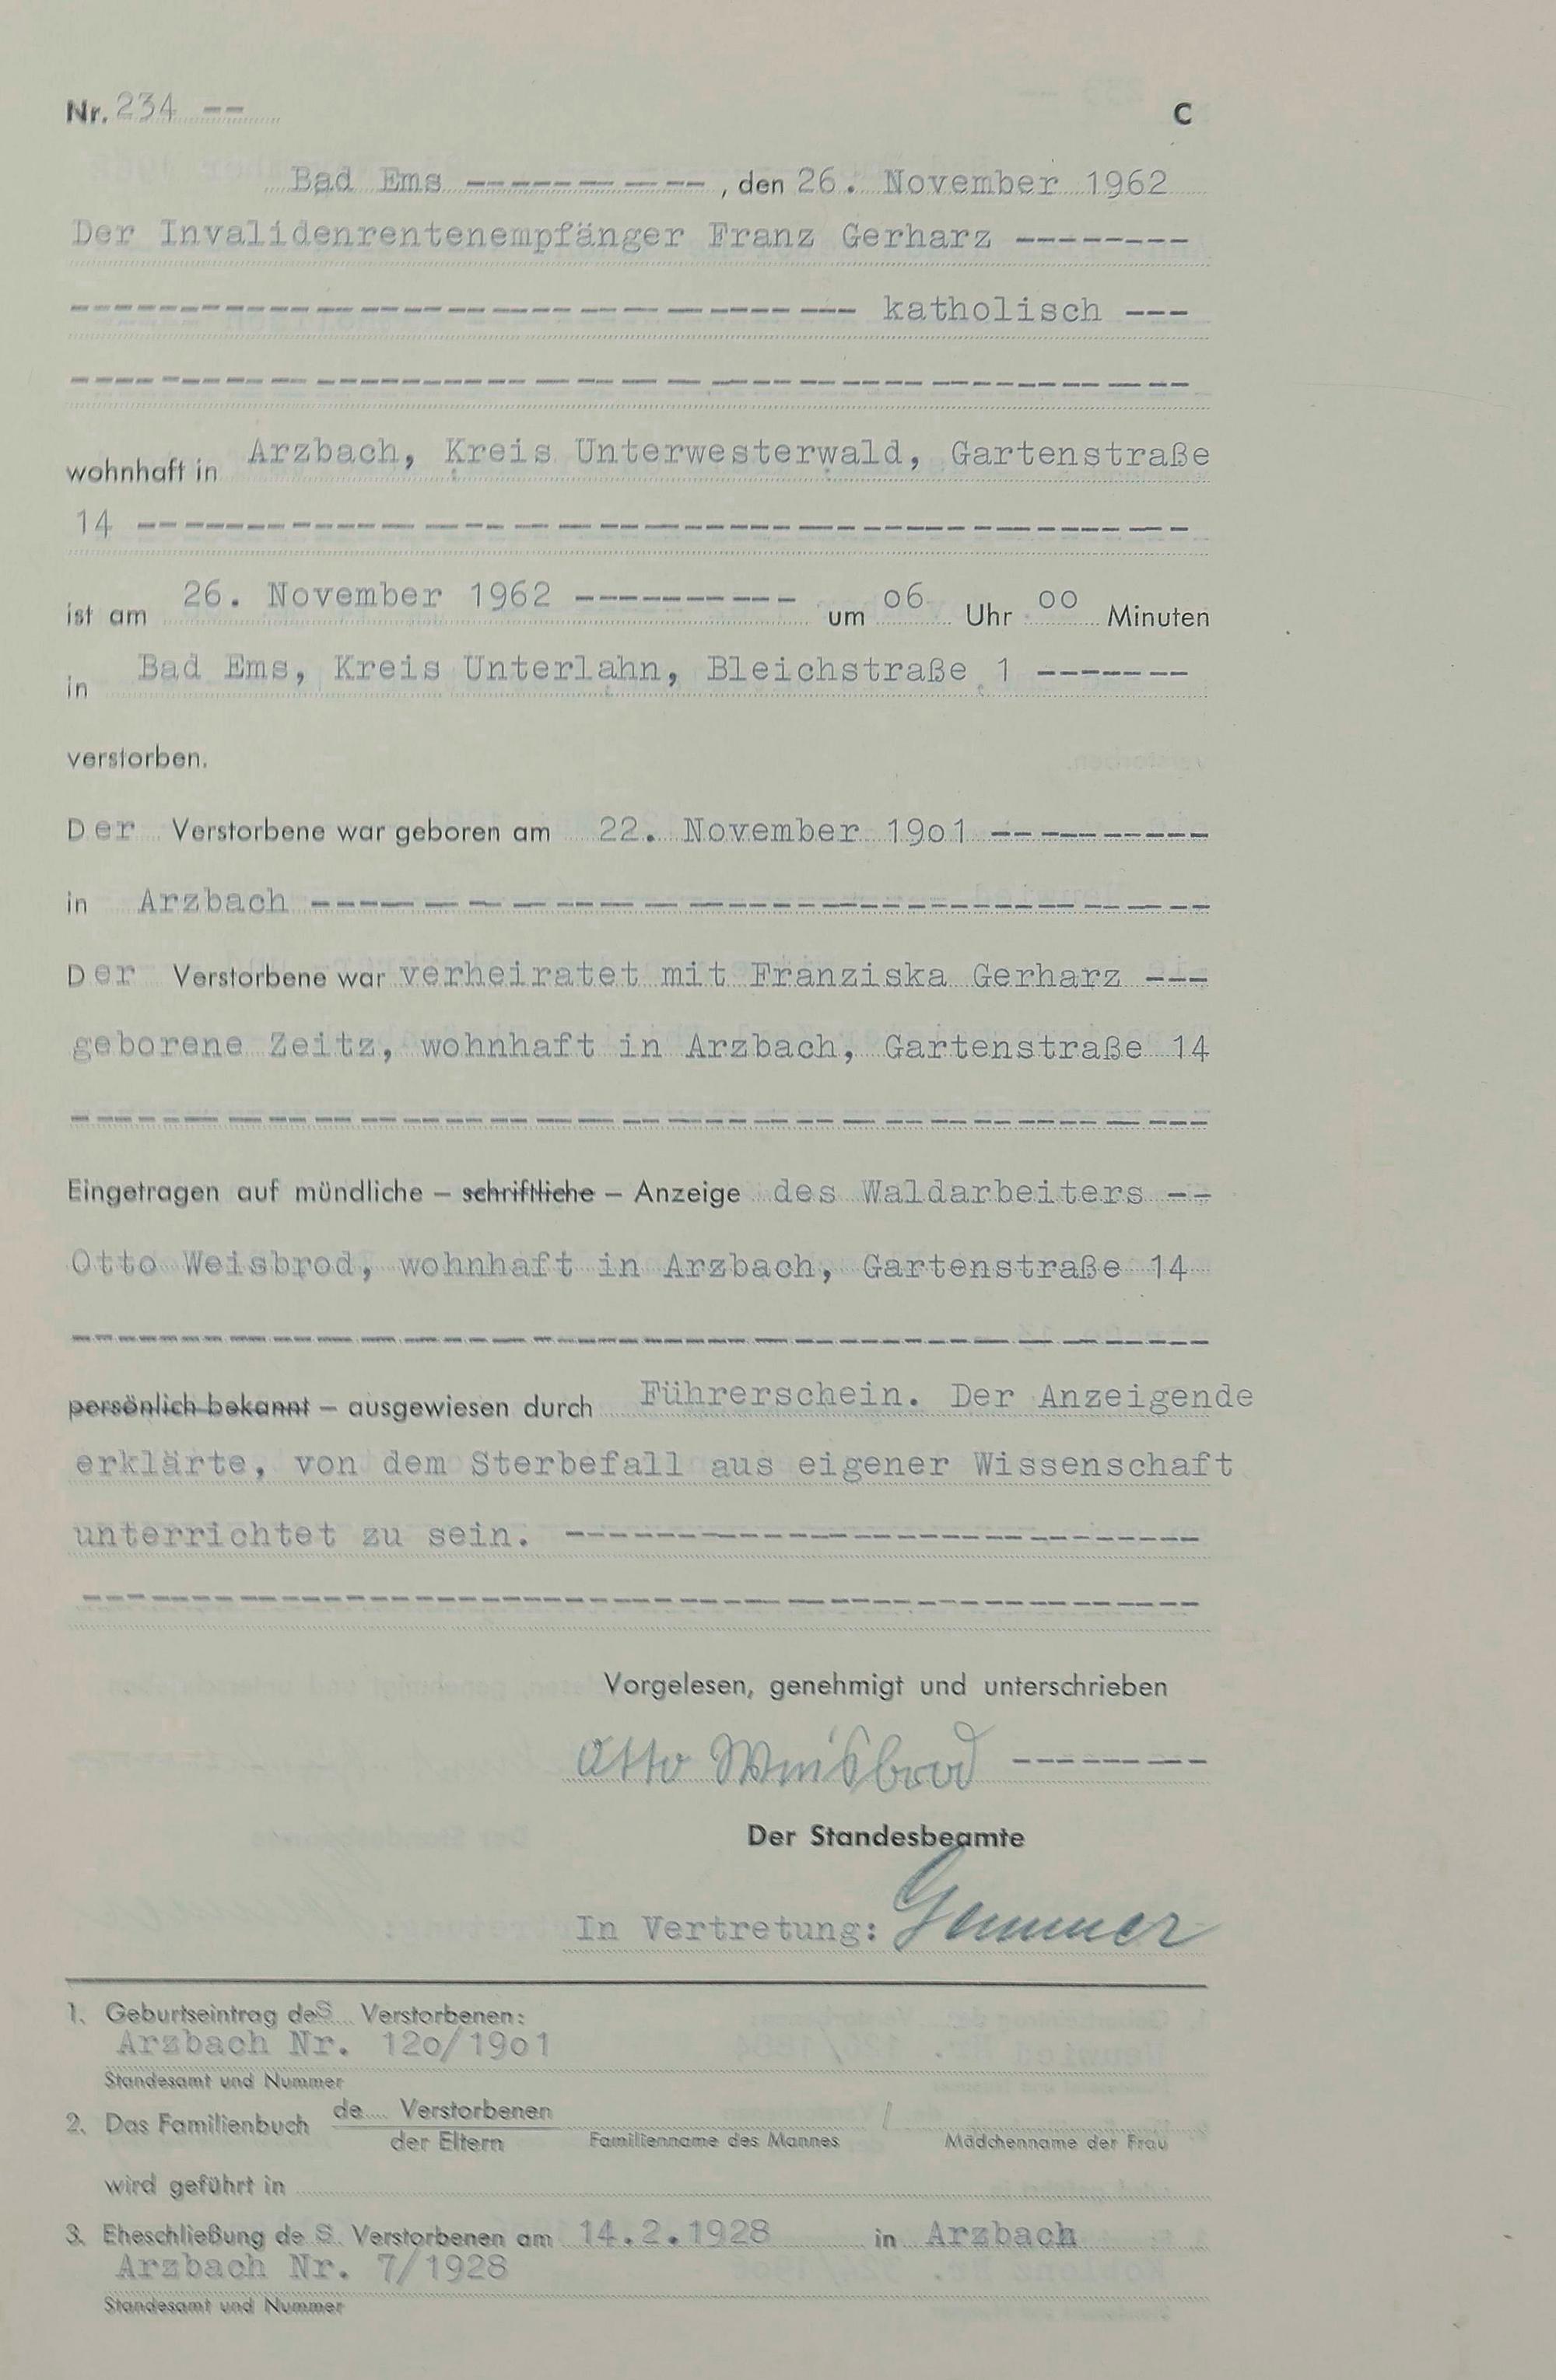 Nr. 234 -- C
Bad Ems -----------, den 26. November 1962
Der Invalidenrentenempfänger Franz Gerharz --------
------------------------------------ katholisch ---
---------------------------------------------------
wohnhaft in Arzbach, Kreis Unterwesterwald, Gartenstraße
14 ------------------------------------------------
ist am 26. November 1962 ---------- um o6 Uhr oo Minuten
in Bad Ems, Kreis Unterlahn, Bleichstraße 1 -------
verstorben.
Der Verstorbene war geboren am 22. November 19o1 ----------
in Arzbach -----------------------------------------
Der Verstorbene war verheiratet mit Franziska Gerharz ---
geborene Zeitz, wohnhaft in Arzbach, Gartenstraße 14
----------------------------------------------------
Eingetragen auf mündliche – schriftliche – Anzeige des Waldarbeiters --
Otto Weisbrod, wohnhaft in Arzbach, Gartenstraße 14
----------------------------------------------------
persönlich bekannt – ausgewiesen durch Führerschein. Der Anzeigende
erklärte, von dem Sterbefall aus eigener Wissenschaft
unterrichtet zu sein. -----------------------------
---------------------------------------------------
Vorgelesen, genehmigt und unterschrieben
Otto Weisbrod ---------
Der Standesbeamte
In Vertretung: Gemmer
1. Geburtseintrag des Verstorbenen:
Arzbach Nr. 12o/19o1
Standesamt und Nummer
2. Das Familienbuch de.... Verstorbenen /
der Eltern Familienname des Mannes Mädchenname der Frau
wird geführt in
3. Eheschließung des Verstorbenen am 14.2.1928 in Arzbach
Arzbach Nr. 7/1928
Standesamt und Nummer